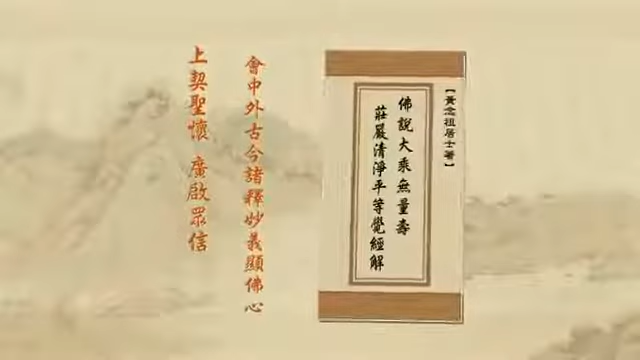 【黃念祖居士著】
佛說大乘無量壽
莊嚴清淨平等覺經解
會中外古今諸釋妙義顯佛心
上契聖懷 廣啟眾信